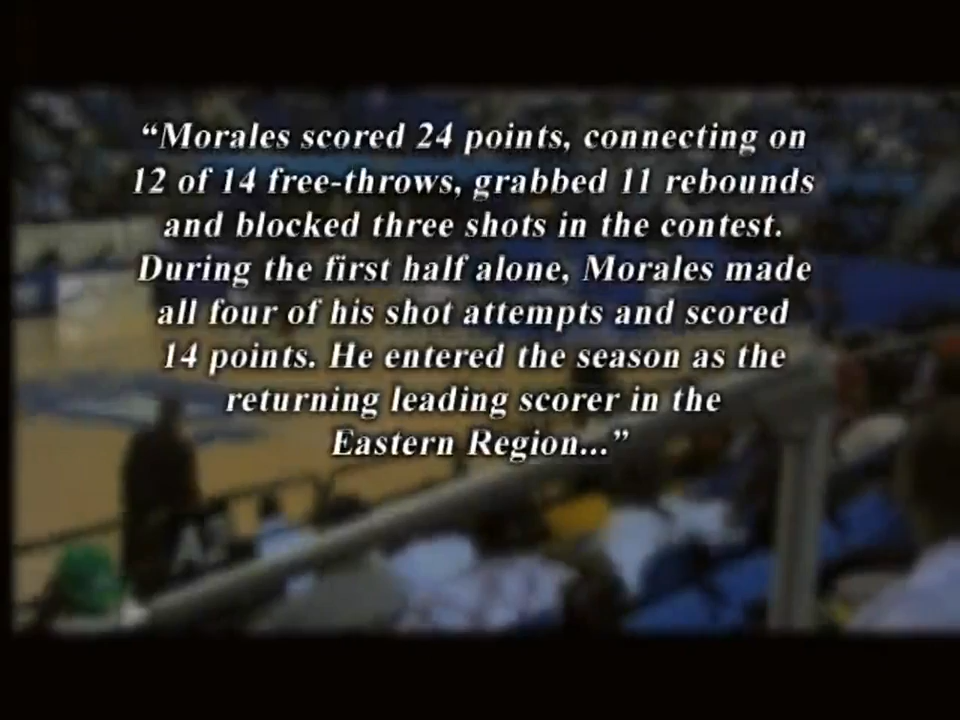 “Morales scored 24 points, connecting on
12 of 14 free-throws, grabbed 11 rebounds
and blocked three shots in the contest.
During the first half alone, Morales made
all four of his shot attempts and scored
14 points. He entered the season as the
returning leading scorer in the
Eastern Region...”